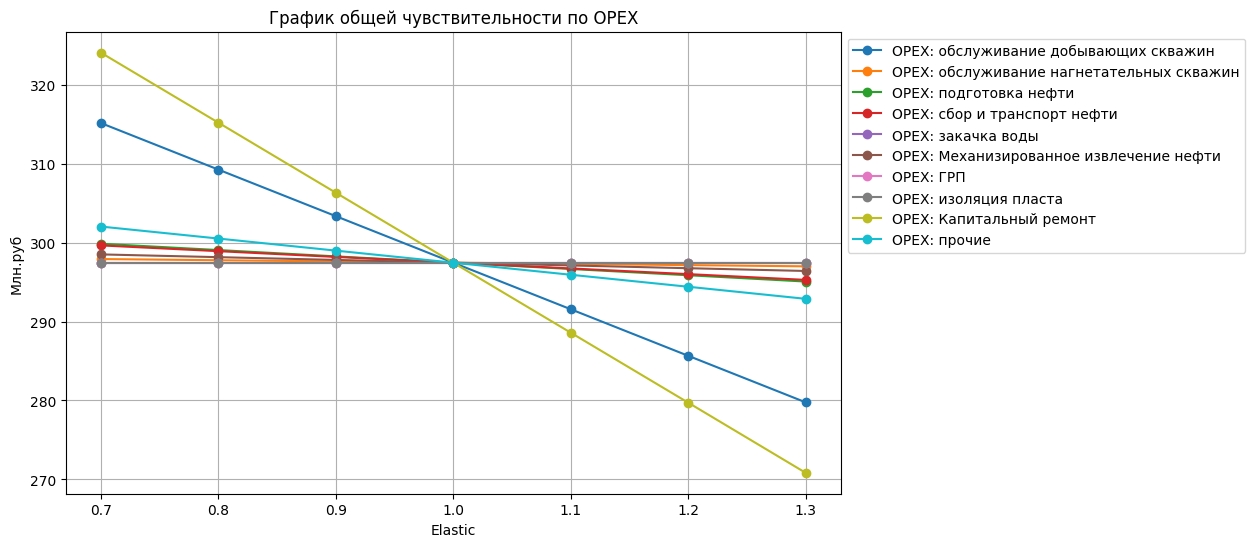 График общей чувствительности по OPEX
Млн.руб
320
310
300
290
280
270
0.7 0.8 0.9 1.0 1.1 1.2 1.3
Elastic
OPEX: обслуживание добывающих скважин
OPEX: обслуживание нагнетательных скважин
OPEX: подготовка нефти
OPEX: сбор и транспорт нефти
OPEX: закачка воды
OPEX: Механизированное извлечение нефти
OPEX: ГРП
OPEX: изоляция пласта
OPEX: Капитальный ремонт
OPEX: прочие